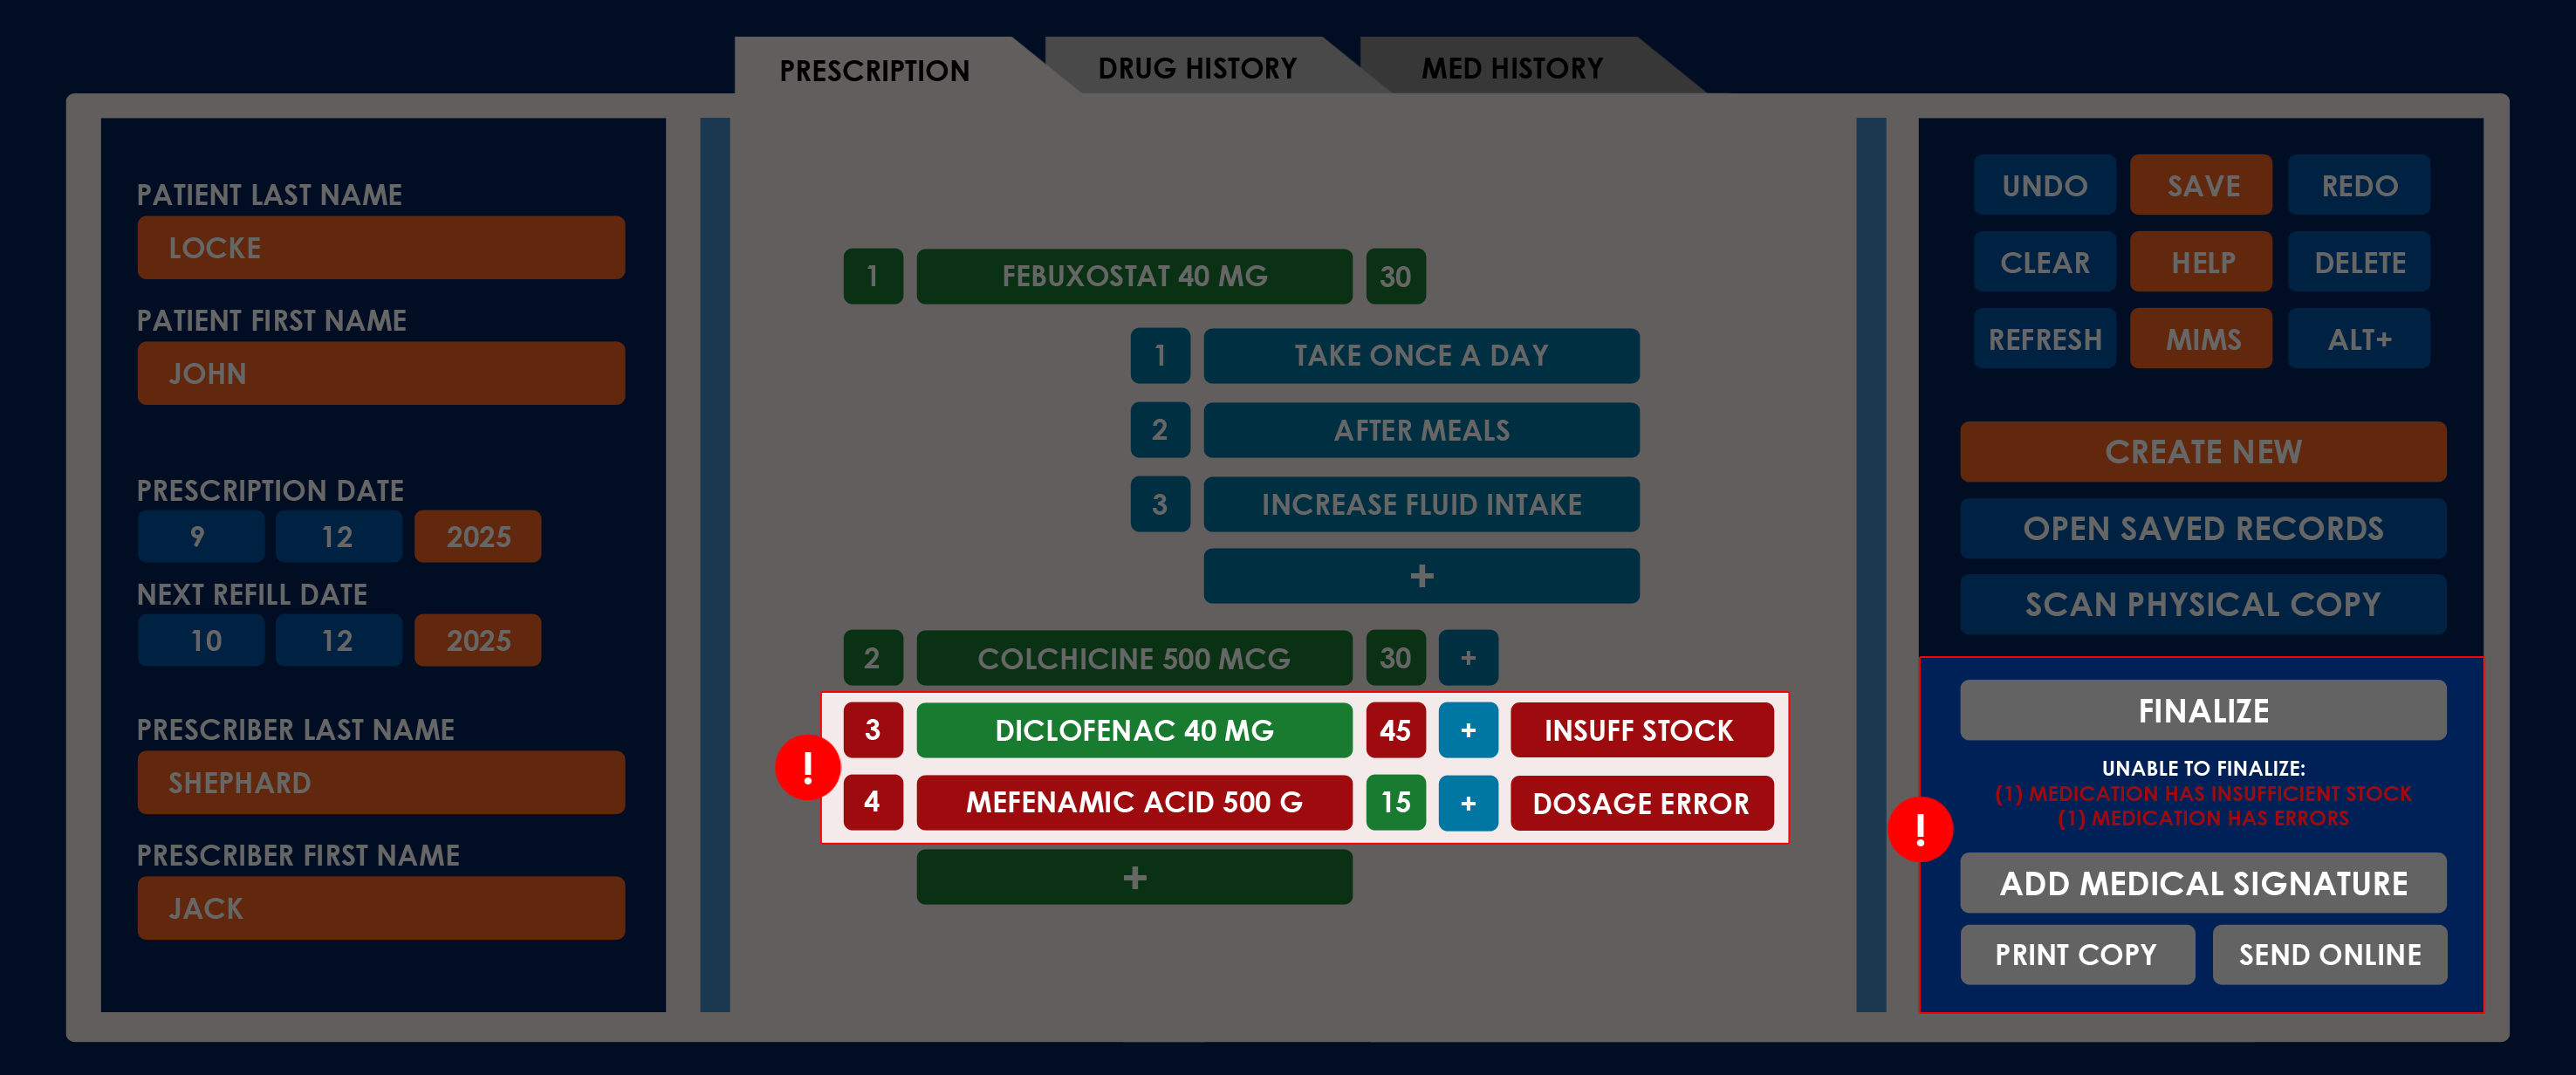 PRESCRIPTION
DRUG HISTORY
MED HISTORY
PATIENT LAST NAME
LOCKE
PATIENT FIRST NAME
JOHN
PRESCRIPTION DATE
9 12 2025
NEXT REFILL DATE
10 12 2025
PRESCRIBER LAST NAME
SHEPHARD
PRESCRIBER FIRST NAME
JACK
1 FEBUXOSTAT 40 MG 30
1 TAKE ONCE A DAY
2 AFTER MEALS
3 INCREASE FLUID INTAKE
+
2 COLCHICINE 500 MCG 30 +
! 3 DICLOFENAC 40 MG 45 + INSUFF STOCK
4 MEFENAMIC ACID 500 G 15 + DOSAGE ERROR
+
UNDO SAVE REDO
CLEAR HELP DELETE
REFRESH MIMS ALT+
CREATE NEW
OPEN SAVED RECORDS
SCAN PHYSICAL COPY
FINALIZE
UNABLE TO FINALIZE:
(1) MEDICATION HAS INSUFFICIENT STOCK
(1) MEDICATION HAS ERRORS
!
ADD MEDICAL SIGNATURE
PRINT COPY SEND ONLINE